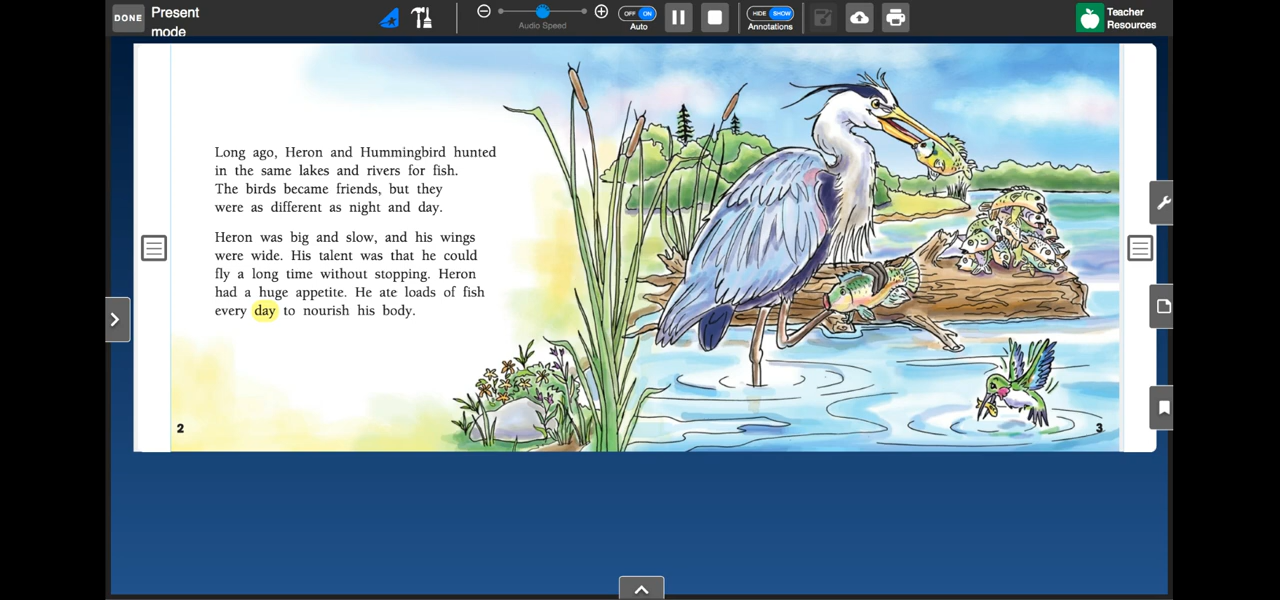 DONE
Present
mode
Audio Speed
OFF ON
Auto
HIDE SHOW
Annotations
Teacher
Resources
Long ago, Heron and Hummingbird hunted
in the same lakes and rivers for fish.
The birds became friends, but they
were as different as night and day.
Heron was big and slow, and his wings
were wide. His talent was that he could
fly a long time without stopping. Heron
had a huge appetite. He ate loads of fish
every day to nourish his body.
2
3